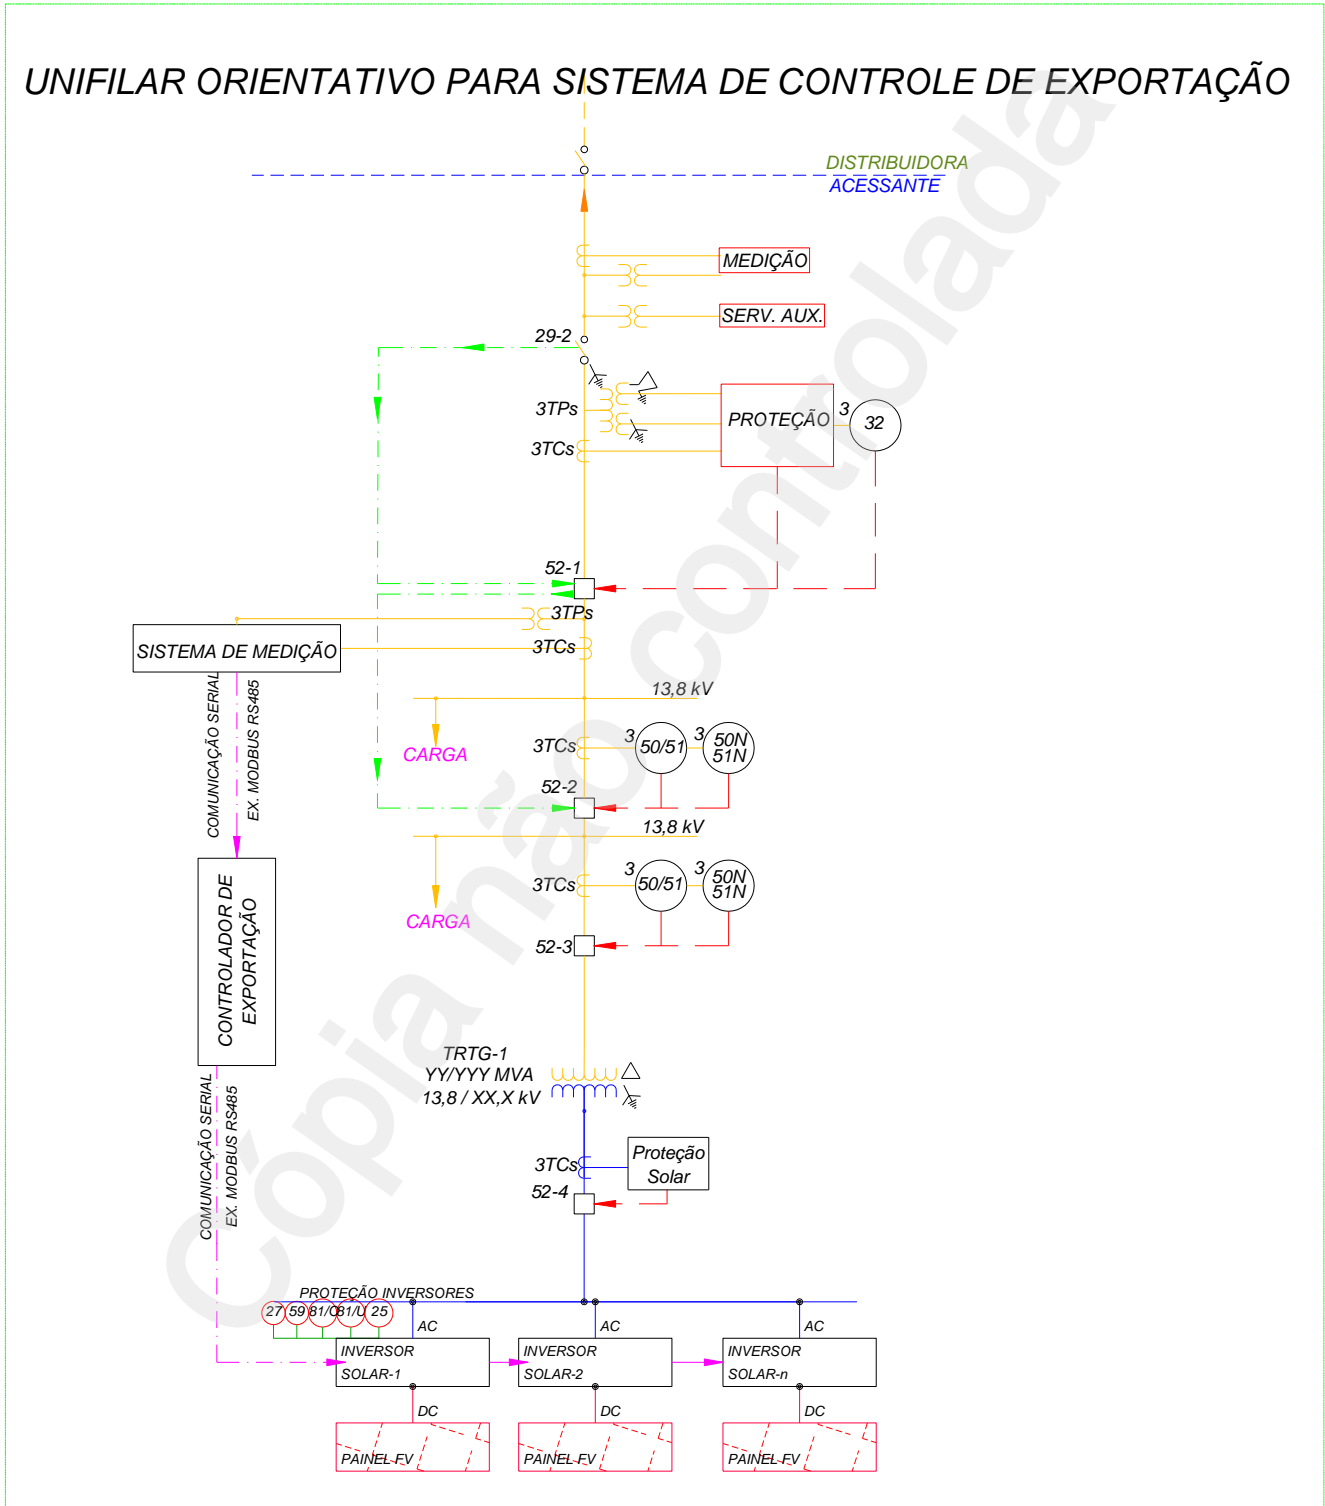 UNIFILAR ORIENTATIVO PARA SISTEMA DE CONTROLE DE EXPORTAÇÃO
DISTRIBUIDORA
ACESSANTE
MEDIÇÃO
SERV. AUX.
29-2
3TPs
PROTEÇÃO
3
32
3TCs
52-1
3TPs
SISTEMA DE MEDIÇÃO
3TCs
COMUNICAÇÃO SERIAL
EX. MODBUS RS485
13,8 kV
CARGA
3TCs
3
50/51
3
50N
51N
52-2
13,8 kV
CARGA
3TCs
3
50/51
3
50N
51N
52-3
CONTROLADOR DE
EXPORTAÇÃO
TRTG-1
YY/YYY MVA
13,8 / XX,X kV
COMUNICAÇÃO SERIAL
EX. MODBUS RS485
3TCs
Proteção
Solar
52-4
PROTEÇÃO INVERSORES
27
59
81/O
81/U
25
AC
AC
AC
INVERSOR
SOLAR-1
INVERSOR
SOLAR-2
INVERSOR
SOLAR-n
DC
DC
DC
PAINEL FV
PAINEL FV
PAINEL FV
Cópia não controlada